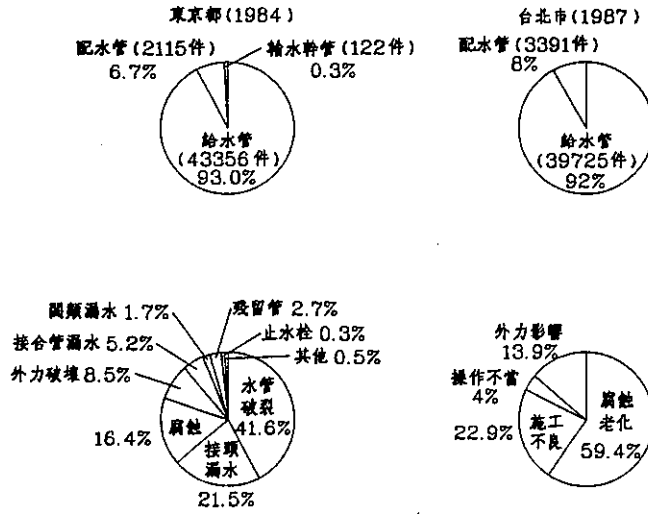 東京都(1984)
配水管(2115件)
6.7%
輸水幹管(122件)
0.3%
給水管
(43356件)
93.0%
台北市(1987)
配水管(3391件)
8%
給水管
(39725件)
92%
閥類漏水 1.7%
殘留管 2.7%
接合管漏水 5.2%
止水栓 0.3%
外力破壞 8.5%
其他 0.5%
水管
破裂
41.6%
腐蝕
16.4%
接頭
漏水
21.5%
外力影響
13.9%
操作不當
4%
腐蝕
老化
59.4%
施工
不良
22.9%